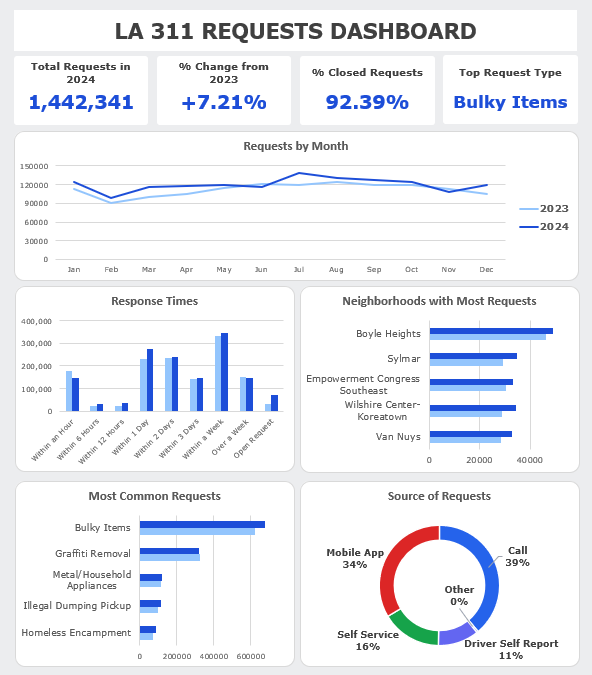 LA 311 REQUESTS DASHBOARD
Total Requests in
2024
1,442,341
% Change from
2023
+7.21%
% Closed Requests
92.39%
Top Request Type
Bulky Items
Requests by Month
150000
120000
90000
60000
30000
0
Jan Feb Mar Apr May Jun Jul Aug Sep Oct Nov Dec
2023
2024
Response Times
400,000
300,000
200,000
100,000
0
Within an Hour
Within 6 Hours
Within 12 Hours
Within 1 Day
Within 2 Days
Within 3 Days
Within a Week
Over a Week
Open Request
Neighborhoods with Most Requests
Boyle Heights
Sylmar
Empowerment Congress
Southeast
Wilshire Center-
Koreatown
Van Nuys
0 20000 40000
Most Common Requests
Bulky Items
Graffiti Removal
Metal/Household
Appliances
Illegal Dumping Pickup
Homeless Encampment
0 200000 400000 600000
Source of Requests
Mobile App
34%
Call
39%
Other
0%
Self Service
16%
Driver Self Report
11%